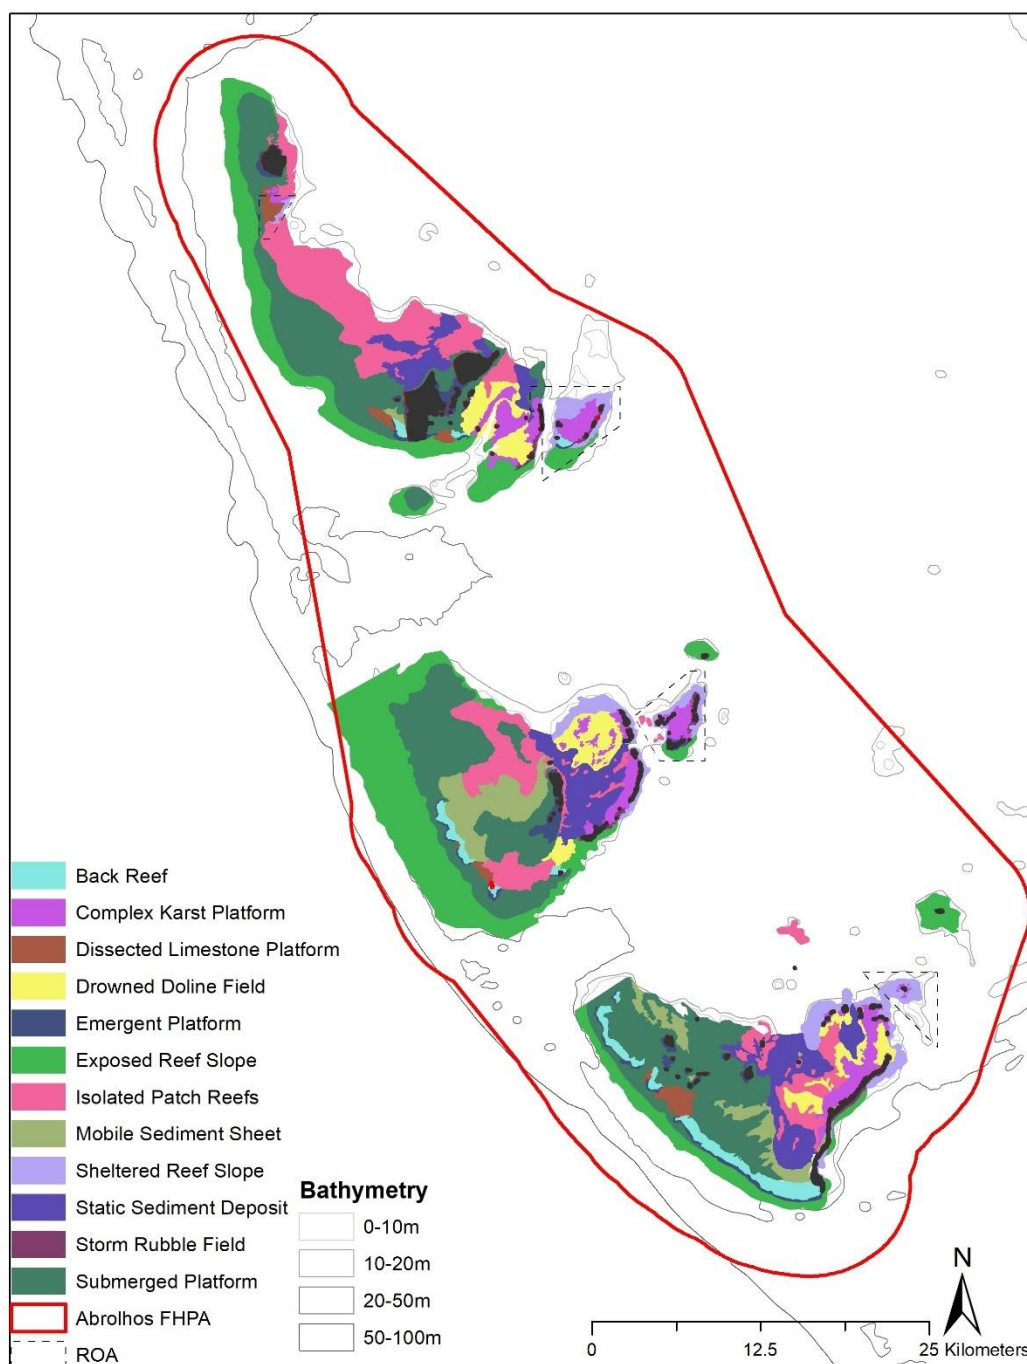 Back Reef
Complex Karst Platform
Dissected Limestone Platform
Drowned Doline Field
Emergent Platform
Exposed Reef Slope
Isolated Patch Reefs
Mobile Sediment Sheet
Sheltered Reef Slope
Static Sediment Deposit
Storm Rubble Field
Submerged Platform
Abrolhos FHPA
ROA
Bathymetry
0-10m
10-20m
20-50m
50-100m
N
0 12.5 25 Kilometers